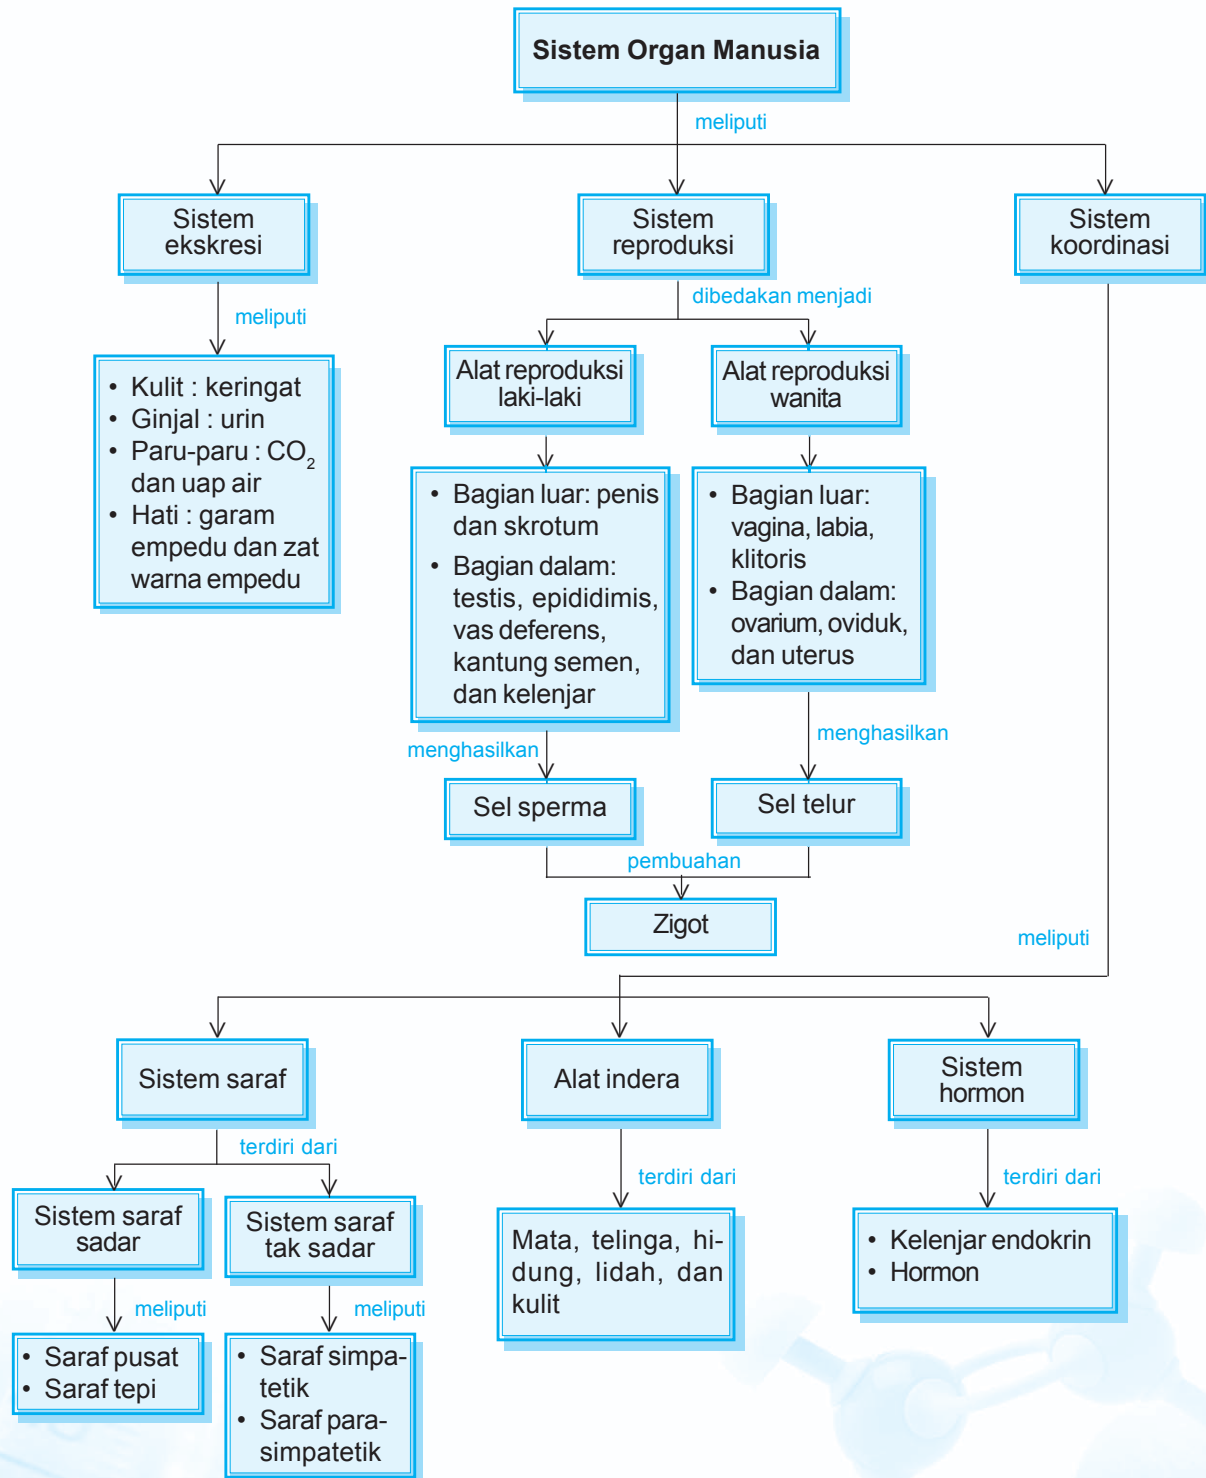 Sistem Organ Manusia
meliputi
Sistem
ekskresi
Sistem
reproduksi
Sistem
koordinasi
meliputi
• Kulit : keringat
• Ginjal : urin
• Paru-paru : CO₂
dan uap air
• Hati : garam
empedu dan zat
warna empedu
dibedakan menjadi
Alat reproduksi
laki-laki
Alat reproduksi
wanita
• Bagian luar: penis
dan skrotum
• Bagian dalam:
testis, epididimis,
vas deferens,
kantung semen,
dan kelenjar
• Bagian luar:
vagina, labia,
klitoris
• Bagian dalam:
ovarium, oviduk,
dan uterus
menghasilkan
menghasilkan
Sel sperma
Sel telur
pembuahan
Zigot
meliputi
Sistem saraf
Alat indera
Sistem
hormon
terdiri dari
terdiri dari
terdiri dari
Sistem saraf
sadar
Sistem saraf
tak sadar
Mata, telinga, hi-
dung, lidah, dan
kulit
• Kelenjar endokrin
• Hormon
meliputi
meliputi
• Saraf pusat
• Saraf tepi
• Saraf simpa-
tetik
• Saraf para-
simpatetik